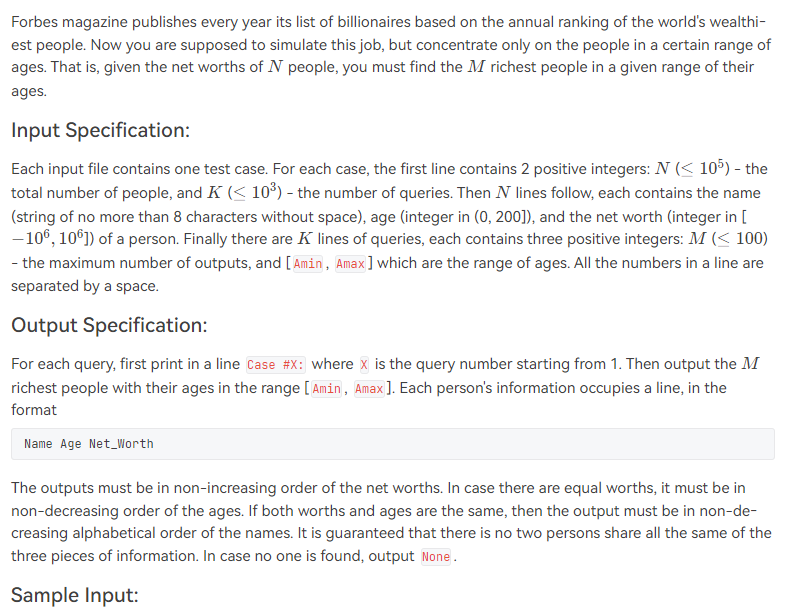 Forbes magazine publishes every year its list of billionaires based on the annual ranking of the world's wealthi-
est people. Now you are supposed to simulate this job, but concentrate only on the people in a certain range of
ages. That is, given the net worths of N people, you must find the M richest people in a given range of their
ages.
Input Specification:
Each input file contains one test case. For each case, the first line contains 2 positive integers: N (≤ 10⁵) - the
total number of people, and K (≤ 10³) - the number of queries. Then N lines follow, each contains the name
(string of no more than 8 characters without space), age (integer in (0, 200]), and the net worth (integer in [
−10⁶, 10⁶]) of a person. Finally there are K lines of queries, each contains three positive integers: M (≤ 100)
- the maximum number of outputs, and [ Amin , Amax ] which are the range of ages. All the numbers in a line are
separated by a space.
Output Specification:
For each query, first print in a line Case #X: where X is the query number starting from 1. Then output the M
richest people with their ages in the range [ Amin , Amax ]. Each person's information occupies a line, in the
format
Name Age Net_Worth
The outputs must be in non-increasing order of the net worths. In case there are equal worths, it must be in
non-decreasing order of the ages. If both worths and ages are the same, then the output must be in non-de-
creasing alphabetical order of the names. It is guaranteed that there is no two persons share all the same of the
three pieces of information. In case no one is found, output None .
Sample Input: